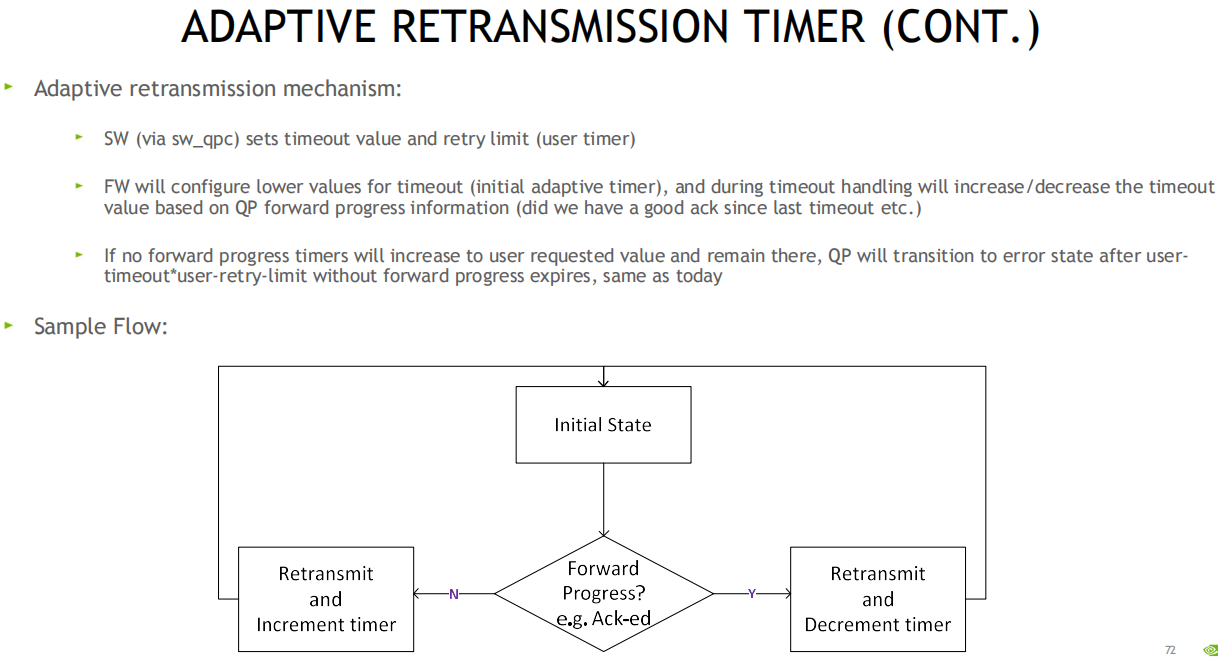 ADAPTIVE RETRANSMISSION TIMER (CONT.)
Adaptive retransmission mechanism:
SW (via sw_qpc) sets timeout value and retry limit (user timer)
FW will configure lower values for timeout (initial adaptive timer), and during timeout handling will increase/decrease the timeout
value based on QP forward progress information (did we have a good ack since last timeout etc.)
If no forward progress timers will increase to user requested value and remain there, QP will transition to error state after user-
timeout*user-retry-limit without forward progress expires, same as today
Sample Flow:
Initial State
Retransmit
and
Increment timer
N
Forward
Progress?
e.g. Ack-ed
Y
Retransmit
and
Decrement timer
72